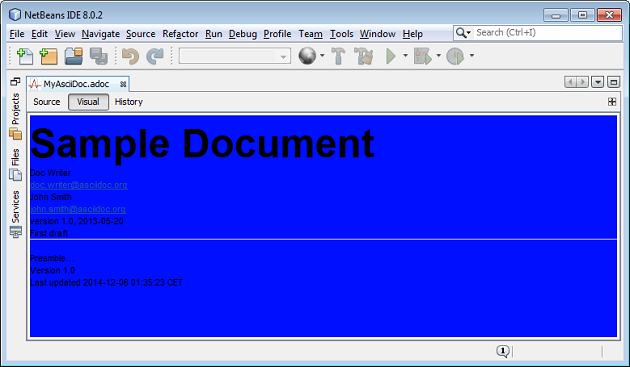 NetBeans IDE 8.0.2
File Edit View Navigate Source Refactor Run Debug Profile Team Tools Window Help Search (Ctrl+I)
MyAsciiDoc.adoc
Source Visual History
Projects
Files
Services
Sample Document
Doc Writer
doc.writer@asciidoc.org
John Smith
john.smith@asciidoc.org
version 1.0, 2013-05-20
First draft
Preamble...
Version 1.0
Last updated 2014-12-06 01:35:23 CET
1